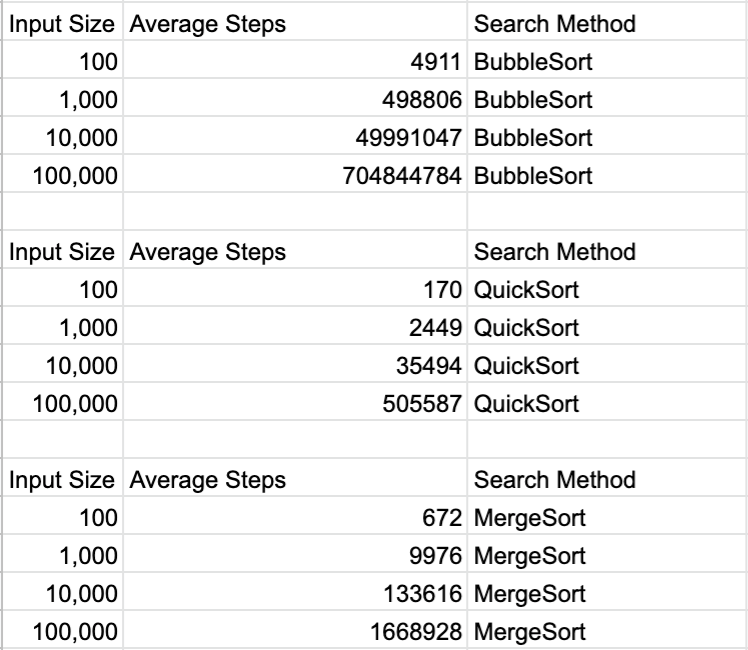 Input Size Average Steps Search Method
100 4911 BubbleSort
1,000 498806 BubbleSort
10,000 49991047 BubbleSort
100,000 704844784 BubbleSort
Input Size Average Steps Search Method
100 170 QuickSort
1,000 2449 QuickSort
10,000 35494 QuickSort
100,000 505587 QuickSort
Input Size Average Steps Search Method
100 672 MergeSort
1,000 9976 MergeSort
10,000 133616 MergeSort
100,000 1668928 MergeSort